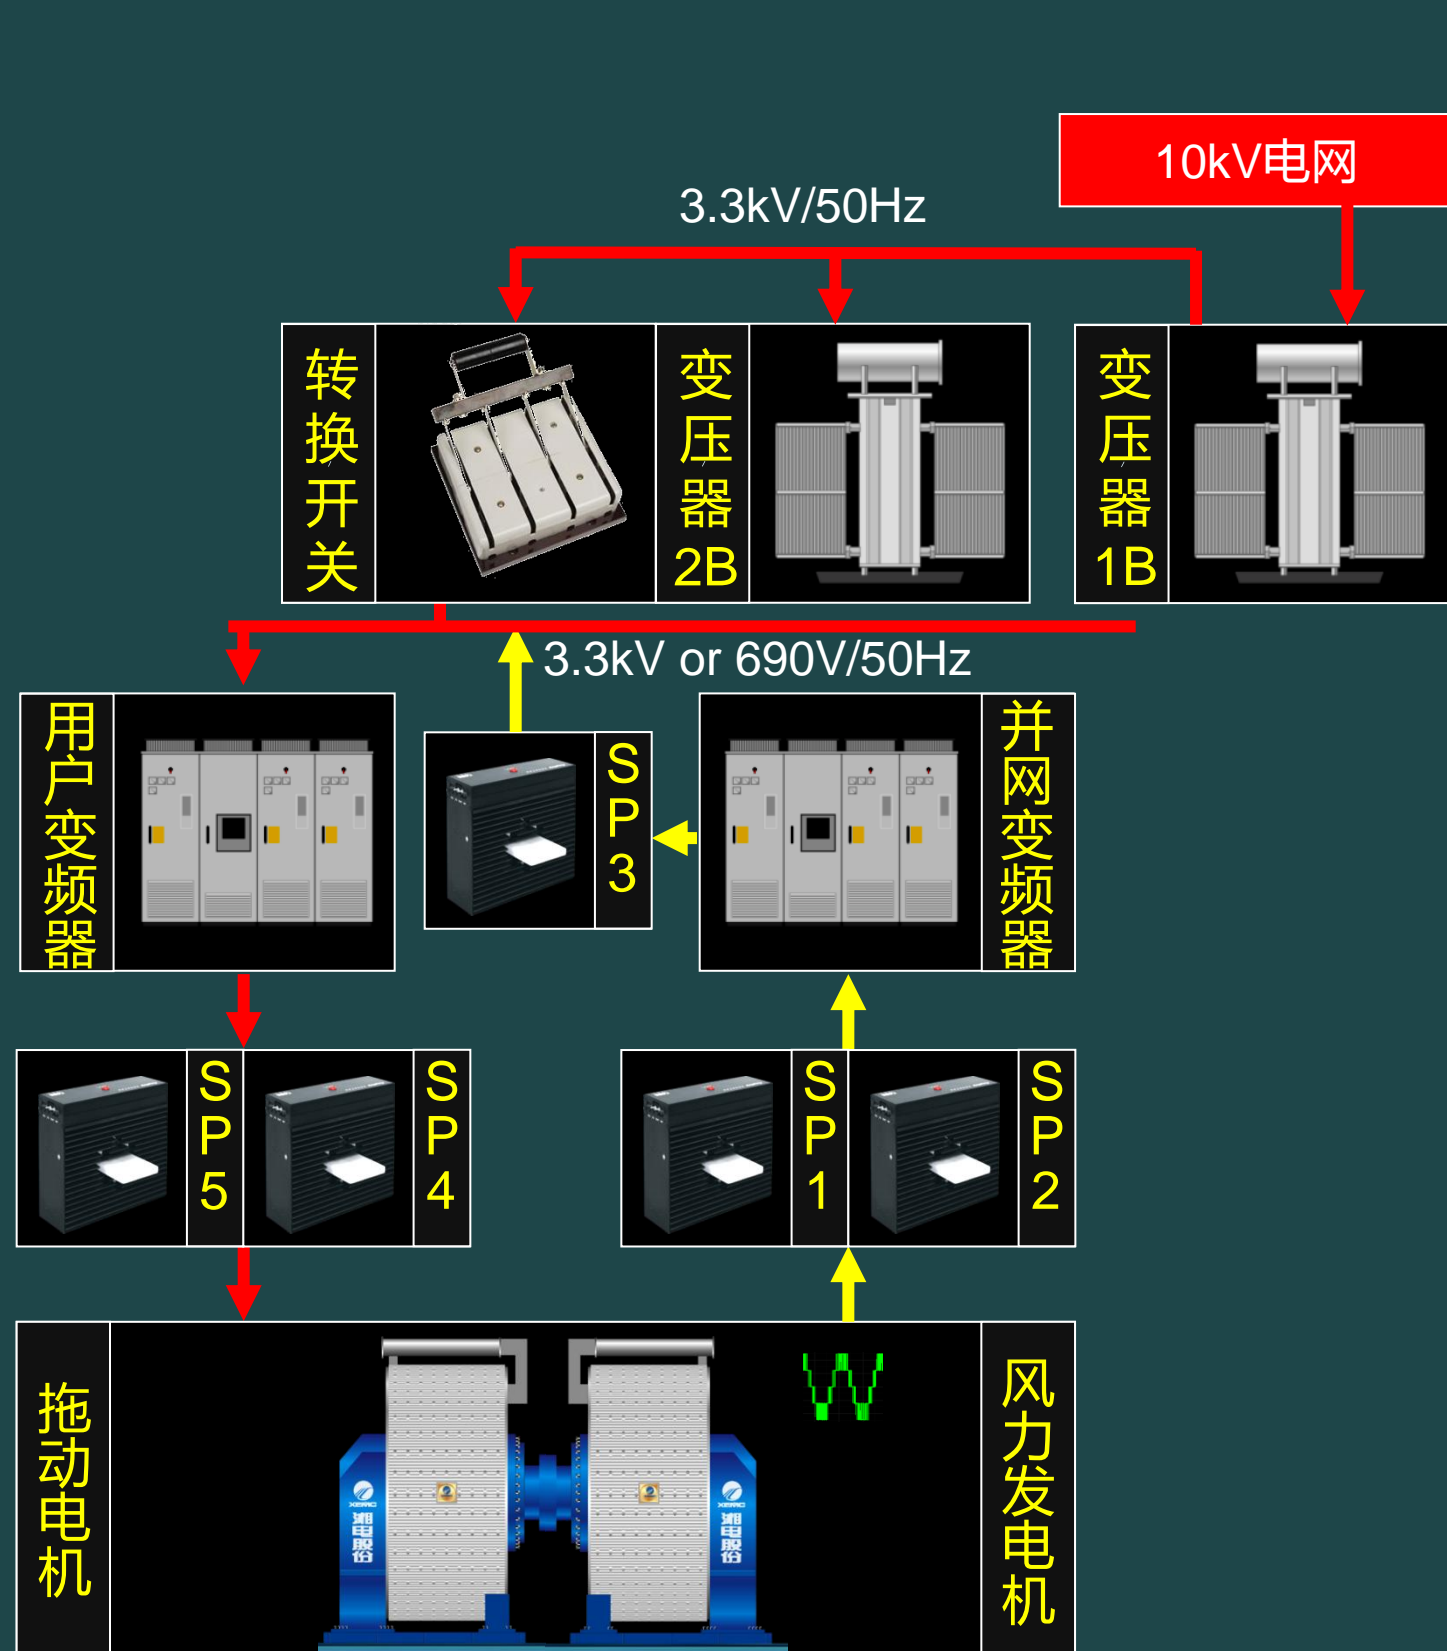 10kV电网
3.3kV/50Hz
转换开关
变压器2B
变压器1B
3.3kV or 690V/50Hz
用户变频器
SP3
并网变频器
SP5
SP4
SP1
SP2
拖动电机
XEMC
湘电股份
XEMC
湘电股份
风力发电机